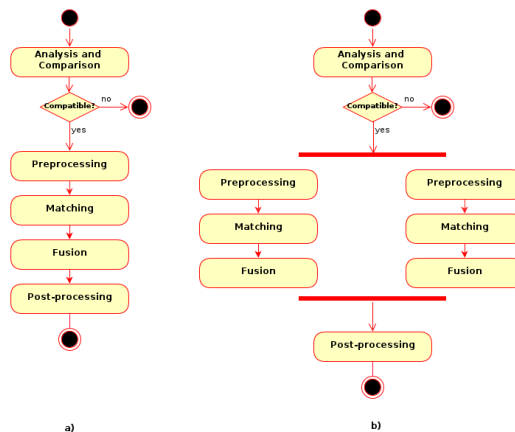 Analysis and
Comparison
Compatible?
no
yes
Preprocessing
Matching
Fusion
Post-processing
a)
Analysis and
Comparison
Compatible?
no
yes
Preprocessing
Matching
Fusion
Preprocessing
Matching
Fusion
Post-processing
b)